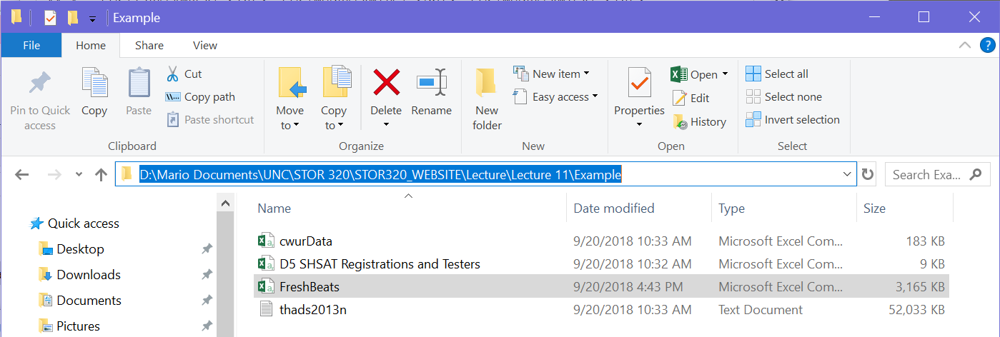 Example
File Home Share View
Pin to Quick access
Copy
Paste
Cut
Copy path
Paste shortcut
Clipboard
Move to
Copy to
Delete
Rename
Organize
New folder
New item
Easy access
New
Properties
Open
Edit
History
Open
Select all
Select none
Invert selection
Select
D:\Mario Documents\UNC\STOR 320\STOR320_WEBSITE\Lecture\Lecture 11\Example
Search Exa...
Quick access
Desktop
Downloads
Documents
Pictures
Name Date modified Type Size
cwurData 9/20/2018 10:33 AM Microsoft Excel Com... 183 KB
D5 SHSAT Registrations and Testers 9/20/2018 10:32 AM Microsoft Excel Com... 9 KB
FreshBeats 9/20/2018 4:43 PM Microsoft Excel Com... 3,165 KB
thads2013n 9/20/2018 10:33 AM Text Document 52,033 KB